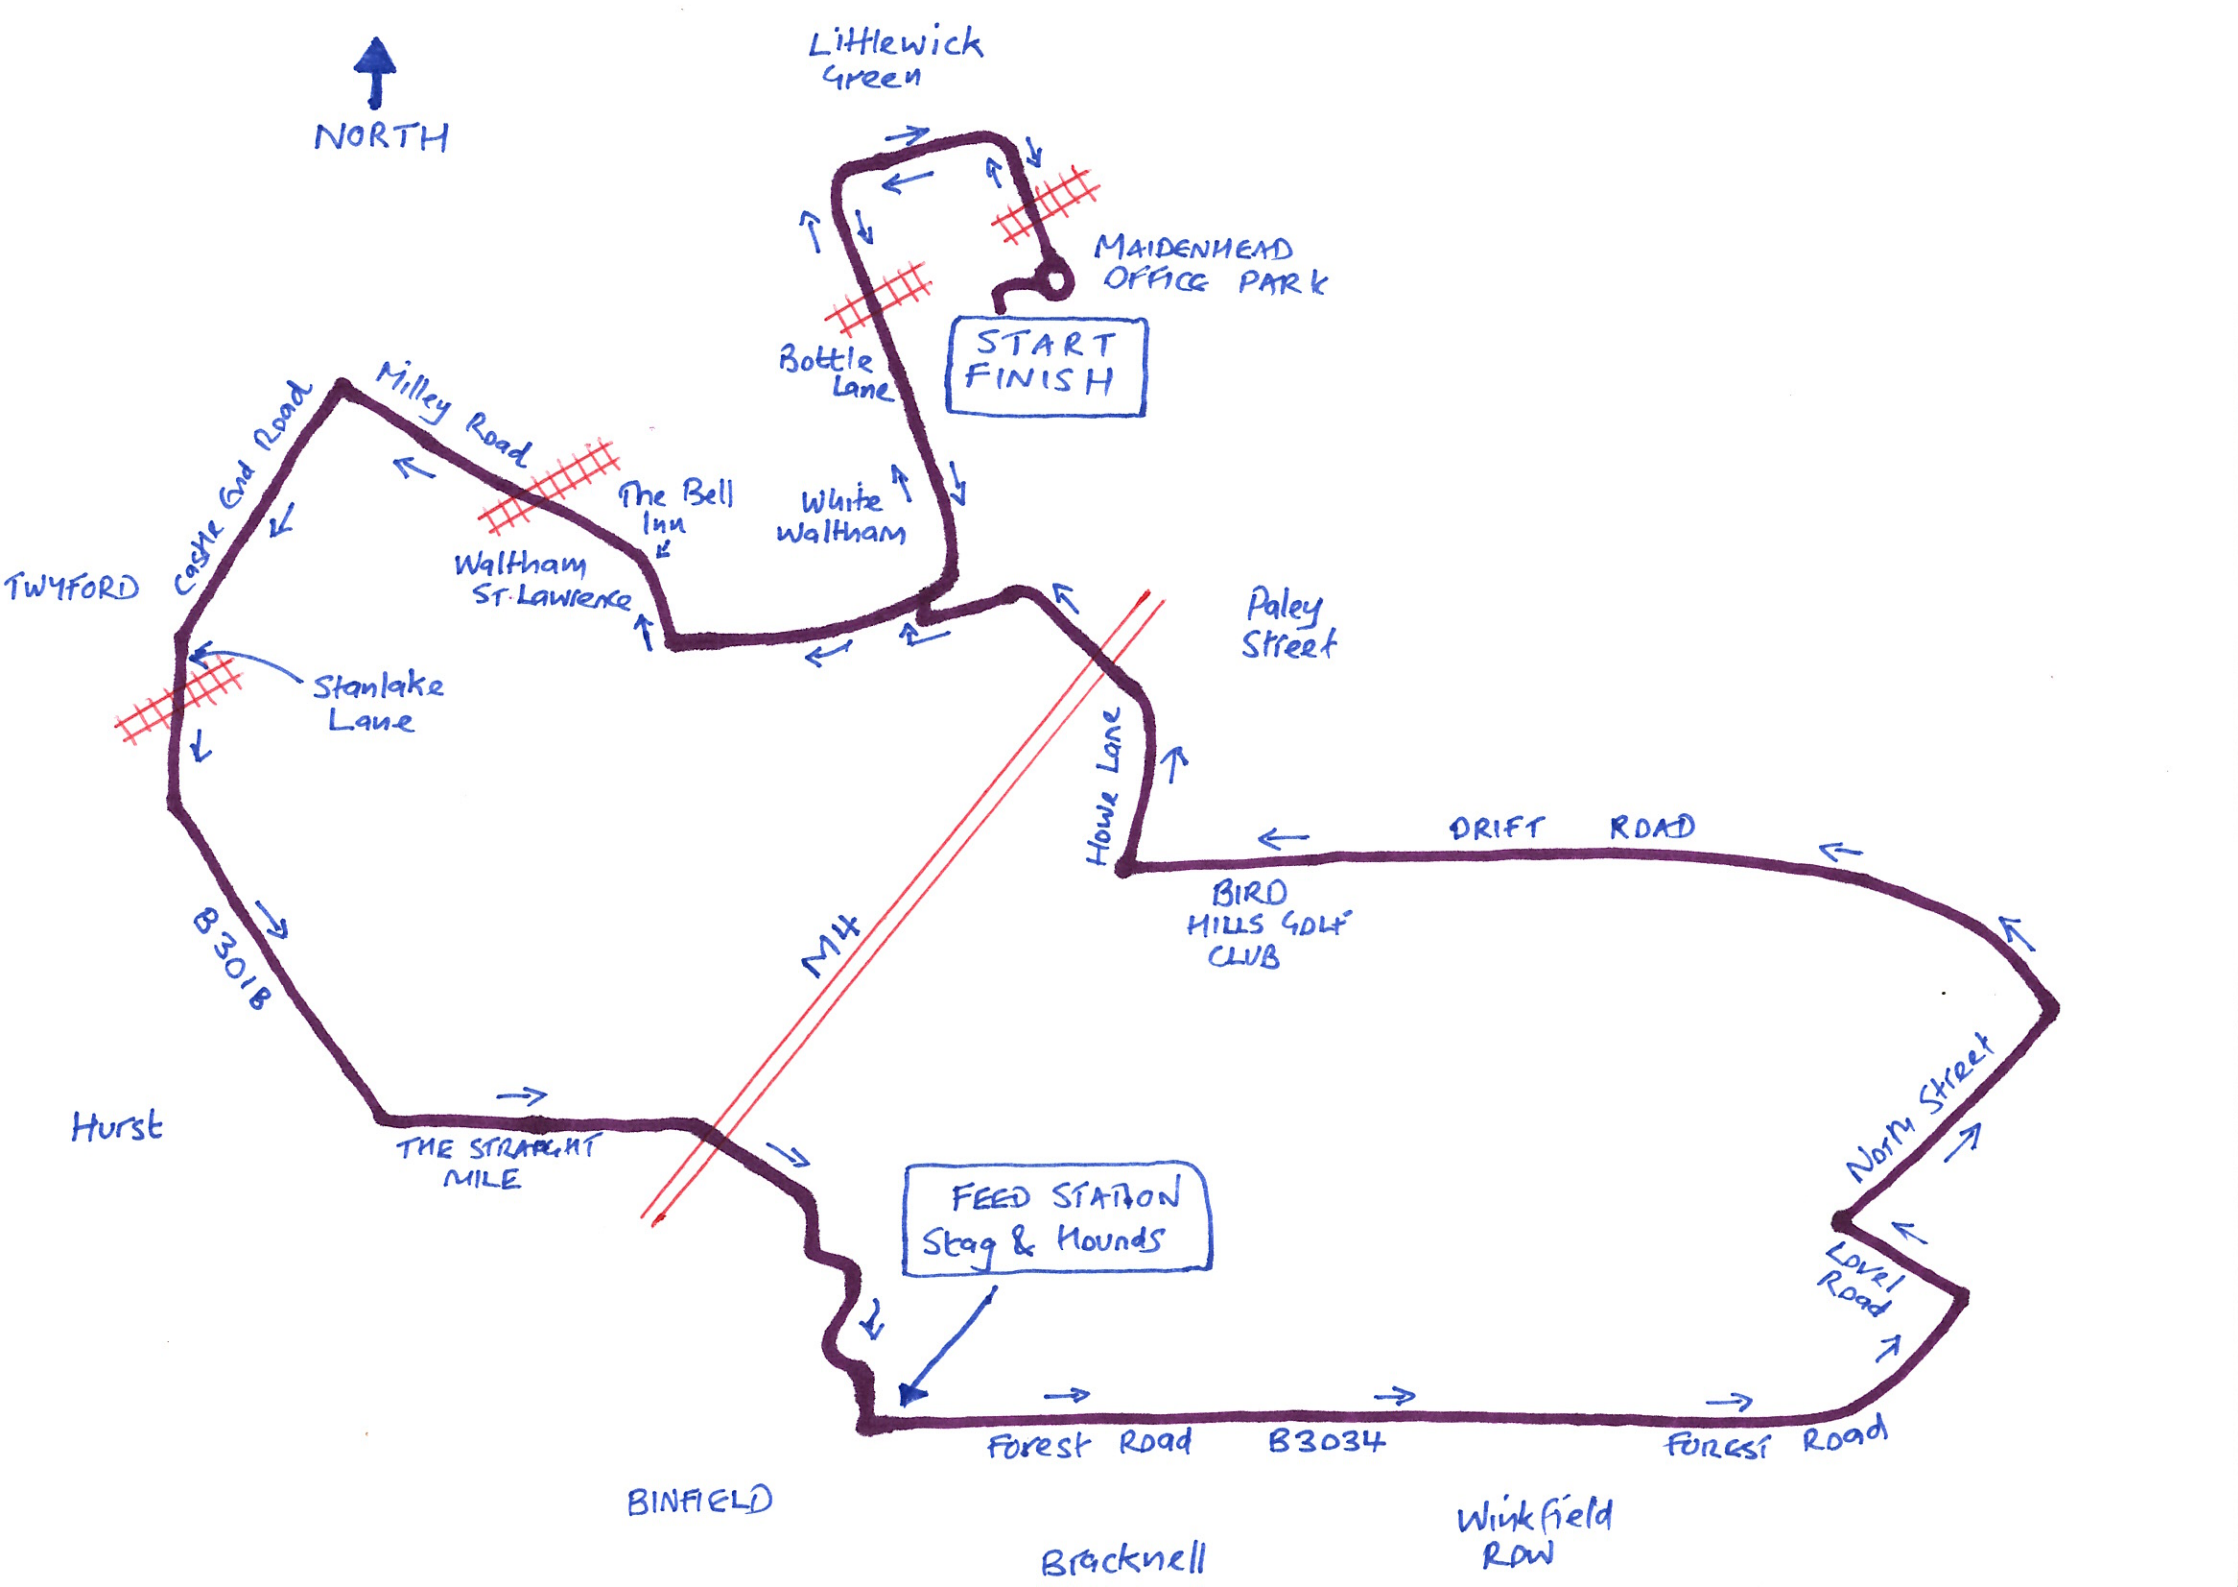 Littlewick
Green
NORTH
MAIDENHEAD
OFFICE PARK
START
FINISH
Bottle
Lane
Milley Road
Castle End Road
The Bell
Inn
White
Waltham
Waltham
ST. Lawrence
TWYFORD
Paley
Street
Stanlake
Lane
Howe Lane
DRIFT ROAD
BIRD
HILLS GOLF
CLUB
M4
B3018
North Street
Hurst
THE STRAIGHT
MILE
FEED STATION
Stag & Hounds
Lovel
Road
Forest Road B3034
FOREST Road
BINFIELD
Winkfield
ROW
Bracknell